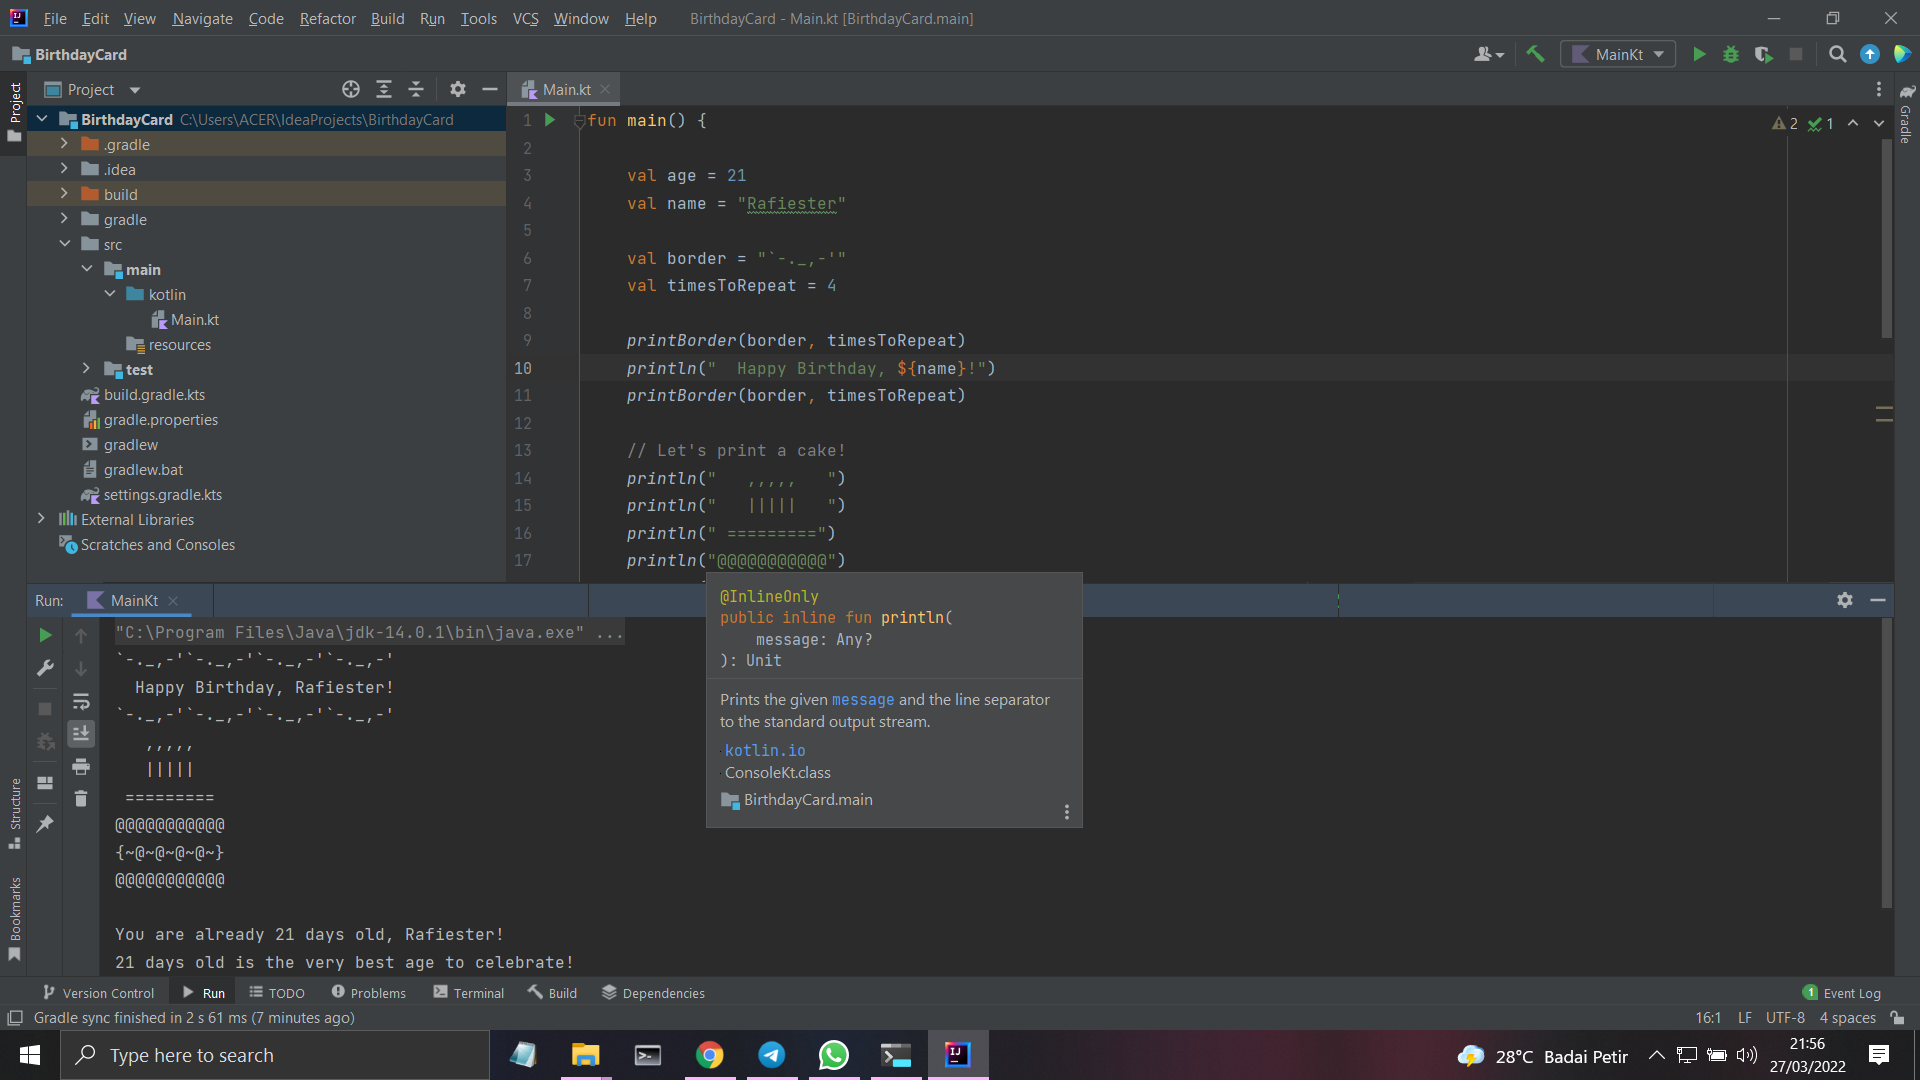 File Edit View Navigate Code Refactor Build Run Tools VCS Window Help BirthdayCard - Main.kt [BirthdayCard.main]
BirthdayCard MainKt
Project
Project Main.kt
Gradle
BirthdayCard C:\Users\ACER\IdeaProjects\BirthdayCard
.gradle
.idea
build
gradle
src
main
kotlin
Main.kt
resources
test
build.gradle.kts
gradle.properties
gradlew
gradlew.bat
settings.gradle.kts
External Libraries
Scratches and Consoles
2 1
1 fun main() {
2
3 val age = 21
4 val name = "Rafiester"
5
6 val border = "`-._,-'"
7 val timesToRepeat = 4
8
9 printBorder(border, timesToRepeat)
10 println("  Happy Birthday, ${name}!")
11 printBorder(border, timesToRepeat)
12
13 // Let's print a cake!
14 println("   ,,,,,   ")
15 println("   |||||   ")
16 println(" =========")
17 println("@@@@@@@@@@@")
Run: MainKt
"C:\Program Files\Java\jdk-14.0.1\bin\java.exe" ...
`-._,-'`-._,-'`-._,-'`-._,-'
  Happy Birthday, Rafiester!
`-._,-'`-._,-'`-._,-'`-._,-'
   ,,,,,
   |||||
 =========
@@@@@@@@@@@
{~@~@~@~@~}
@@@@@@@@@@@
You are already 21 days old, Rafiester!
21 days old is the very best age to celebrate!
@InlineOnly
public inline fun println(
    message: Any?
): Unit
Prints the given message and the line separator
to the standard output stream.
kotlin.io
ConsoleKt.class
BirthdayCard.main
Structure
Bookmarks
Version Control Run TODO Problems Terminal Build Dependencies 1 Event Log
Gradle sync finished in 2 s 61 ms (7 minutes ago) 16:1 LF UTF-8 4 spaces
Type here to search IJ 28°C Badai Petir 21:56
27/03/2022